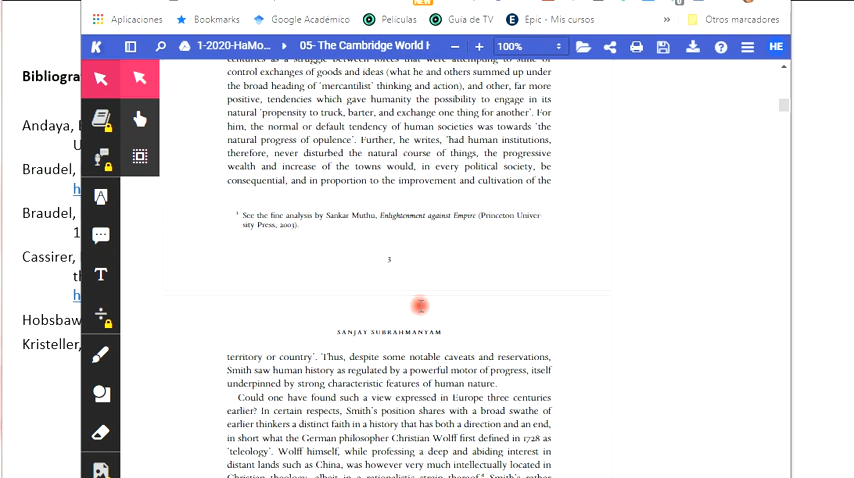 NEW
Aplicaciones
Bookmarks
Google Académico
Películas
Guía de TV
Epic - Mis cursos
»
Otros marcadores
1-2020-HaMo...
05- The Cambridge World H
100%
HE
Bibliogra
Andaya,
U
Braudel,
h
Braudel,
1
Cassirer,
th
h
Hobsbaw
Kristeller,
control exchanges of goods and ideas (what he and others summed up under
the broad heading of 'mercantilist' thinking and action), and other, far more
positive, tendencies which gave humanity the possibility to engage in its
natural 'propensity to truck, barter, and exchange one thing for another'. For
him, the normal or default tendency of human societies was towards 'the
natural progress of opulence'. Further, he writes, 'had human institutions,
therefore, never disturbed the natural course of things, the progressive
wealth and increase of the towns would, in every political society, be
consequential, and in proportion to the improvement and cultivation of the
See the fine analysis by Sankar Muthu, Enlightenment against Empire (Princeton Univer-
sity Press, 2003).
3
SANJAY SUBRAHMANYAM
territory or country'. Thus, despite some notable caveats and reservations,
Smith saw human history as regulated by a powerful motor of progress, itself
underpinned by strong characteristic features of human nature.
Could one have found such a view expressed in Europe three centuries
earlier? In certain respects, Smith's position shares with a broad swathe of
earlier thinkers a distinct faith in a history that has both a direction and an end,
in short what the German philosopher Christian Wolff first defined in 1728 as
'teleology'. Wolff himself, while professing a deep and abiding interest in
distant lands such as China, was however very much intellectually located in